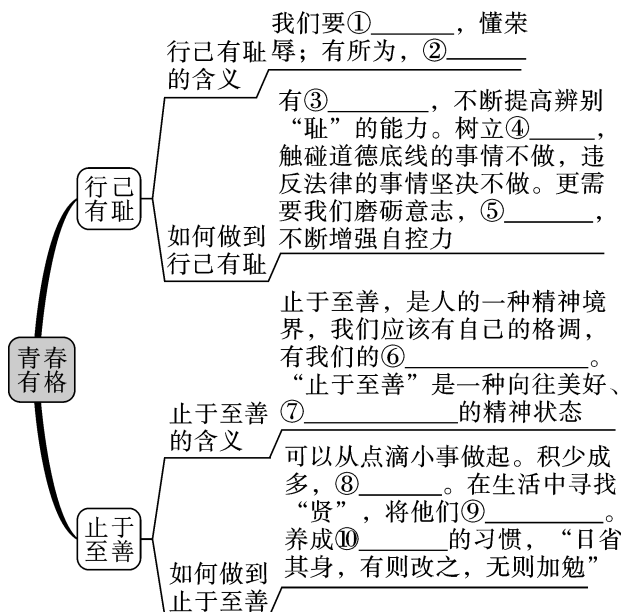 我们要①______，懂荣
行己有耻辱；有所为，②______
的含义
有③________，不断提高辨别
“耻”的能力。树立④_____，
触碰道德底线的事情不做，违
反法律的事情坚决不做。更需
要我们磨砺意志，⑤_______，
不断增强自控力
行己
有耻
如何做到
行己有耻
青春
有格
止于至善，是人的一种精神境
界，我们应该有自己的格调，
有我们的⑥______________。
“止于至善”是一种向往美好、
⑦____________的精神状态
止于至善
的含义
可以从点滴小事做起。积少成
多，⑧______。在生活中寻找
“贤”，将他们⑨_________。
养成⑩_______的习惯，“日省
其身，有则改之，无则加勉”
止于
至善
如何做到
止于至善